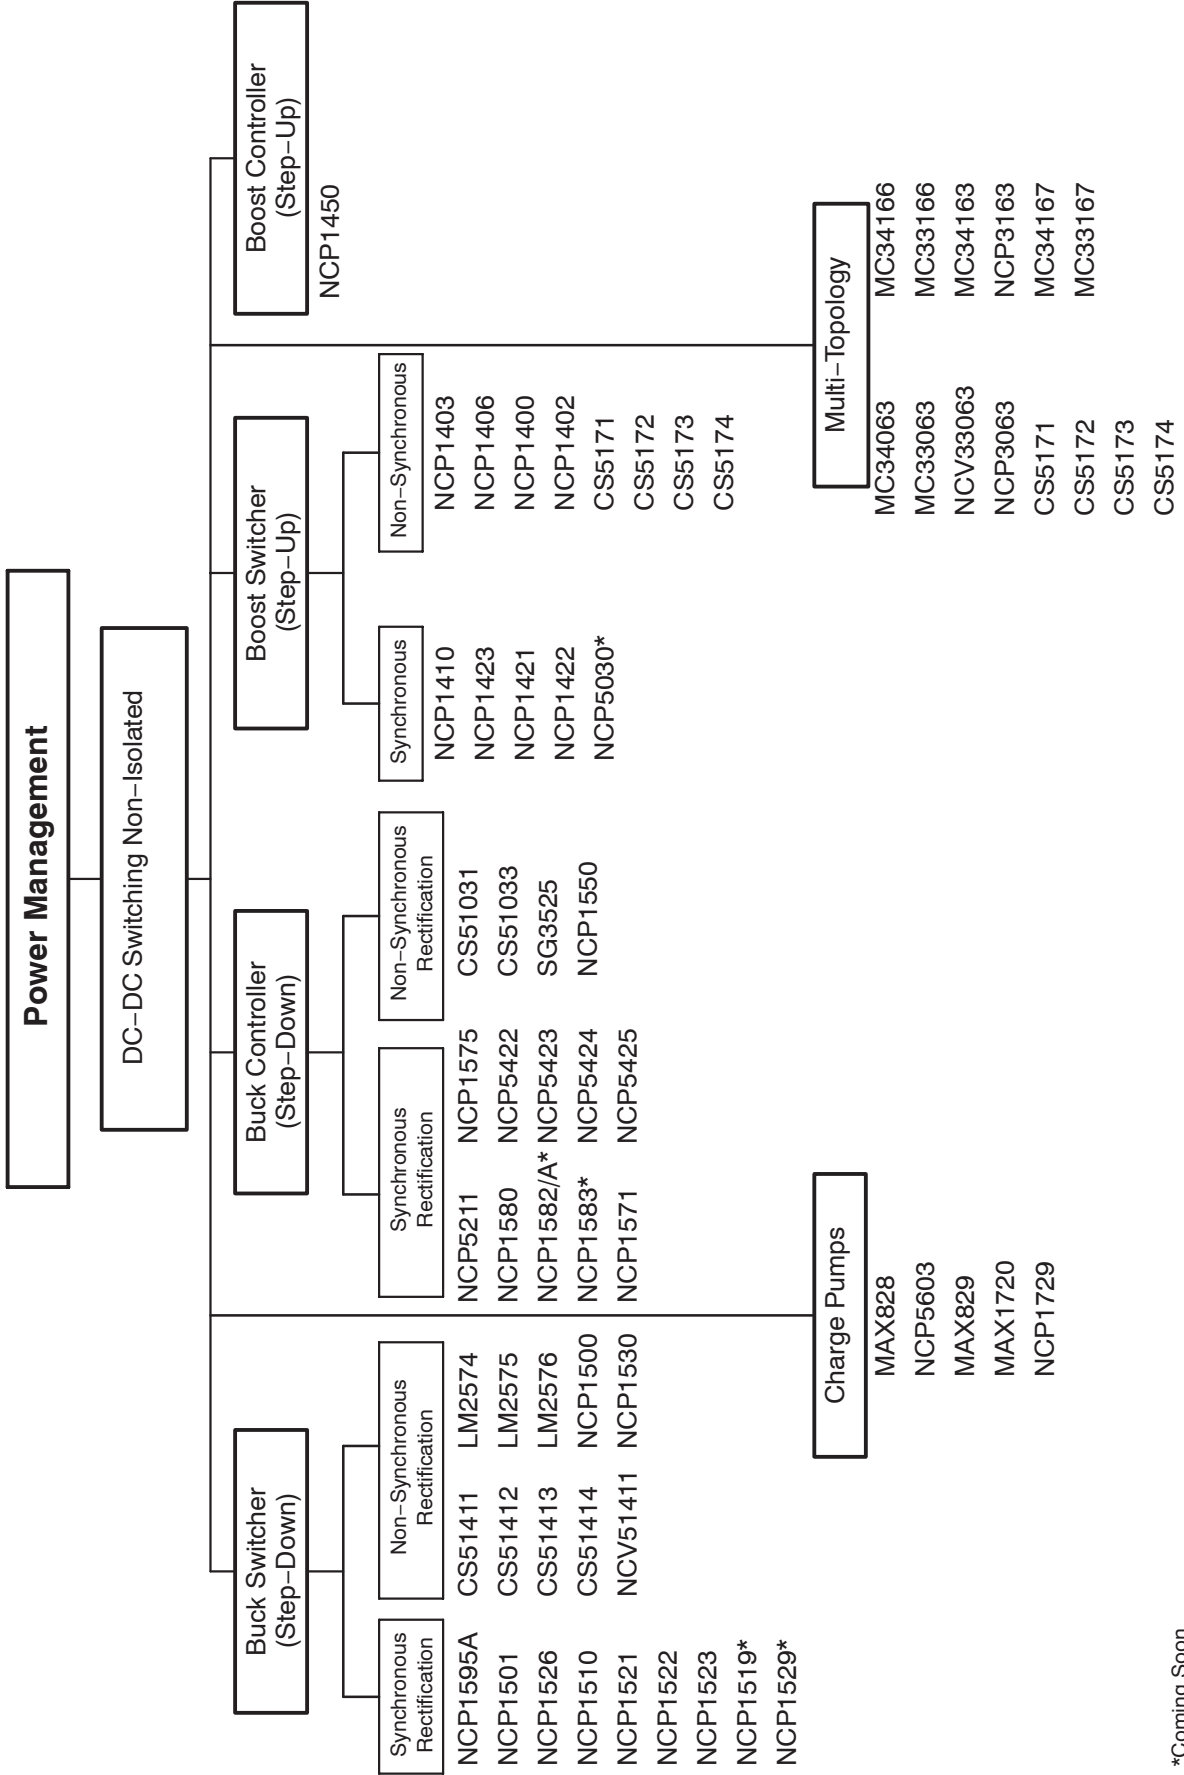 Power Management
DC–DC Switching Non–Isolated
Buck Switcher
(Step–Down)
Synchronous
Rectification
NCP1595A
NCP1501
NCP1526
NCP1510
NCP1521
NCP1522
NCP1523
NCP1519*
NCP1529*
Non–Synchronous
Rectification
CS51411 LM2574
CS51412 LM2575
CS51413 LM2576
CS51414 NCP1500
NCV51411 NCP1530
Buck Controller
(Step–Down)
Synchronous
Rectification
NCP5211 NCP1575
NCP1580 NCP5422
NCP1582/A* NCP5423
NCP1583* NCP5424
NCP1571 NCP5425
Non–Synchronous
Rectification
CS51031
CS51033
SG3525
NCP1550
Boost Switcher
(Step–Up)
Synchronous
NCP1410
NCP1423
NCP1421
NCP1422
NCP5030*
Non–Synchronous
NCP1403
NCP1406
NCP1400
NCP1402
CS5171
CS5172
CS5173
CS5174
Boost Controller
(Step–Up)
NCP1450
Charge Pumps
MAX828
NCP5603
MAX829
MAX1720
NCP1729
Multi–Topology
MC34063 MC34166
MC33063 MC33166
NCV33063 MC34163
NCP3063 NCP3163
CS5171 MC34167
CS5172 MC33167
CS5173
CS5174
*Coming Soon